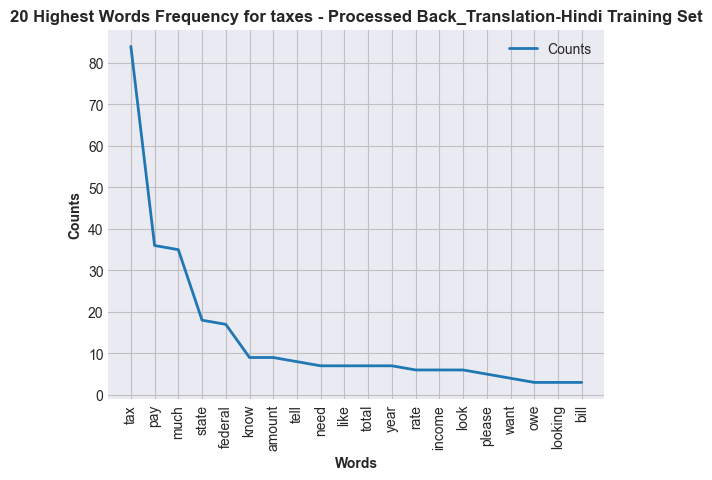 20 Highest Words Frequency for taxes - Processed Back_Translation-Hindi Training Set
Counts
80
70
60
50
40
30
20
10
0
Counts
tax
pay
much
state
federal
know
amount
tell
need
like
total
year
rate
income
look
please
want
owe
looking
bill
Words